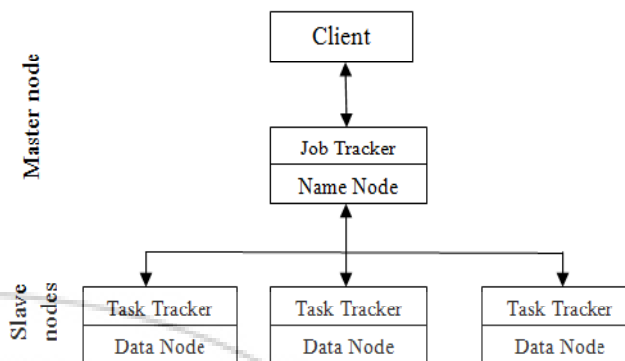 Client
Master node
Job Tracker
Name Node
Slave
nodes
Task Tracker
Data Node
Task Tracker
Data Node
Task Tracker
Data Node